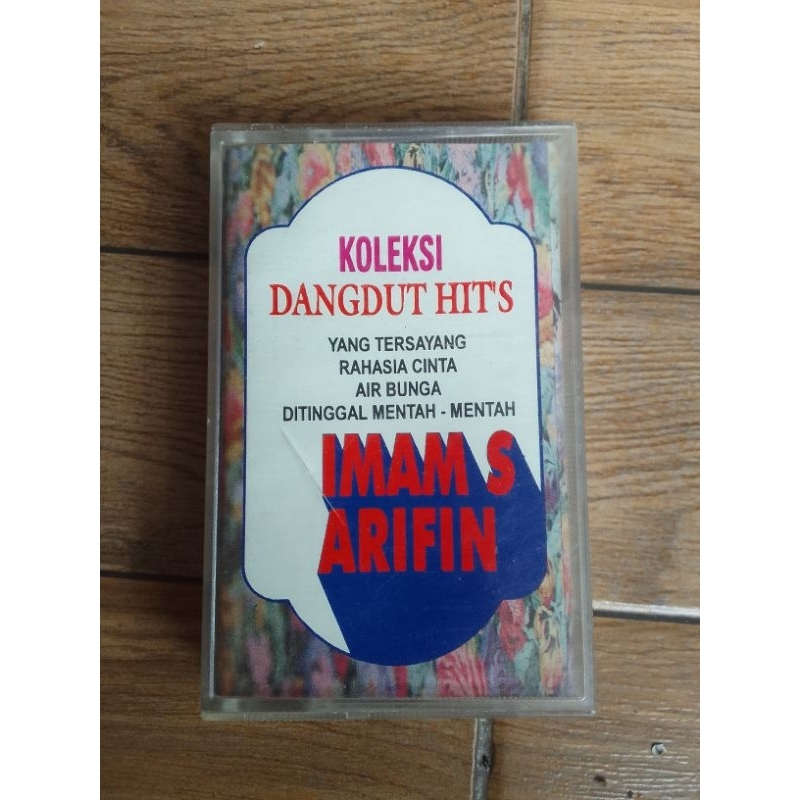 KOLEKSI
DANGDUT HIT'S
YANG TERSAYANG
RAHASIA CINTA
AIR BUNGA
DITINGGAL MENTAH - MENTAH
IMAM S
ARIFIN